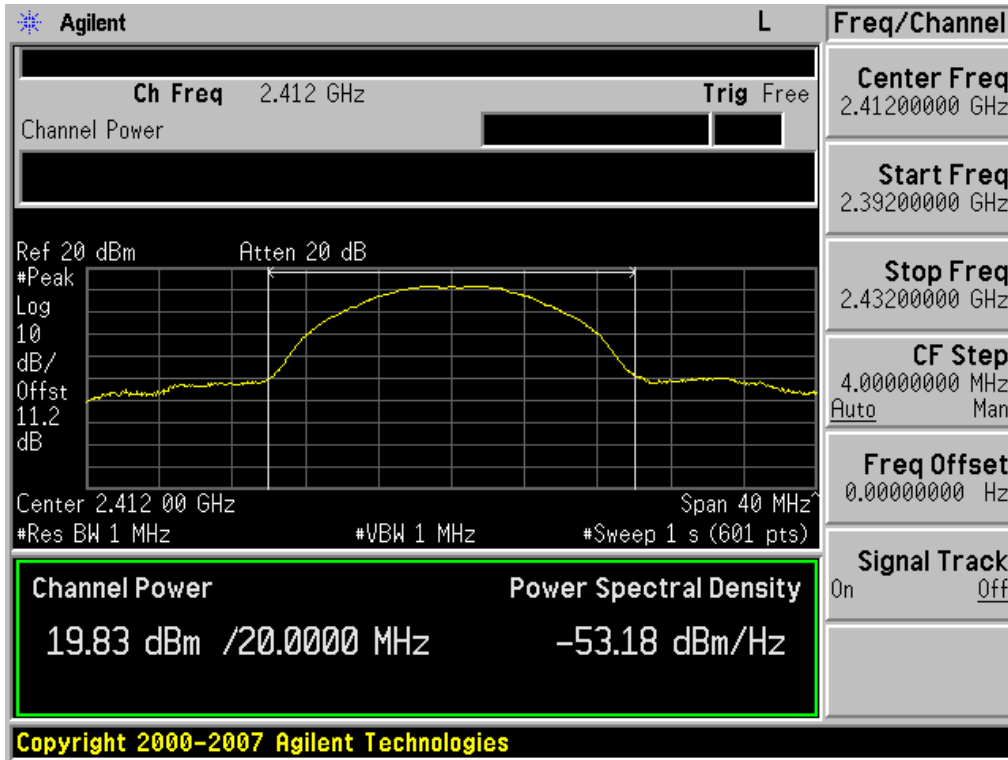 Agilent L
Ch Freq 2.412 GHz Trig Free
Channel Power
Ref 20 dBm Atten 20 dB
#Peak
Log
10
dB/
Offst
11.2
dB
Center 2.412 00 GHz Span 40 MHz^
#Res BW 1 MHz #VBW 1 MHz #Sweep 1 s (601 pts)
Channel Power Power Spectral Density
19.83 dBm /20.0000 MHz -53.18 dBm/Hz
Copyright 2000-2007 Agilent Technologies
Freq/Channel
Center Freq
2.41200000 GHz
Start Freq
2.39200000 GHz
Stop Freq
2.43200000 GHz
CF Step
4.00000000 MHz
Auto Man
Freq Offset
0.00000000 Hz
Signal Track
On Off